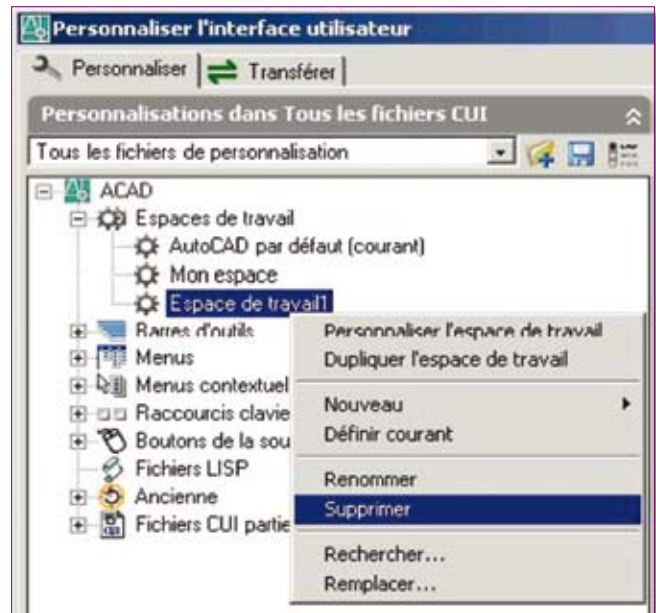 Personnaliser l'interface utilisateur
Personnaliser
Transférer
Personnalisations dans Tous les fichiers CUI
Tous les fichiers de personnalisation
ACAD
Espaces de travail
AutoCAD par défaut (courant)
Mon espace
Espace de travail1
Barres d'outils
Menus
Menus contextuel
Raccourcis clavie
Boutons de la sou
Fichiers LISP
Ancienne
Fichiers CUI partie
Personnaliser l'espace de travail
Dupliquer l'espace de travail
Nouveau
Définir courant
Renommer
Supprimer
Rechercher...
Remplacer...